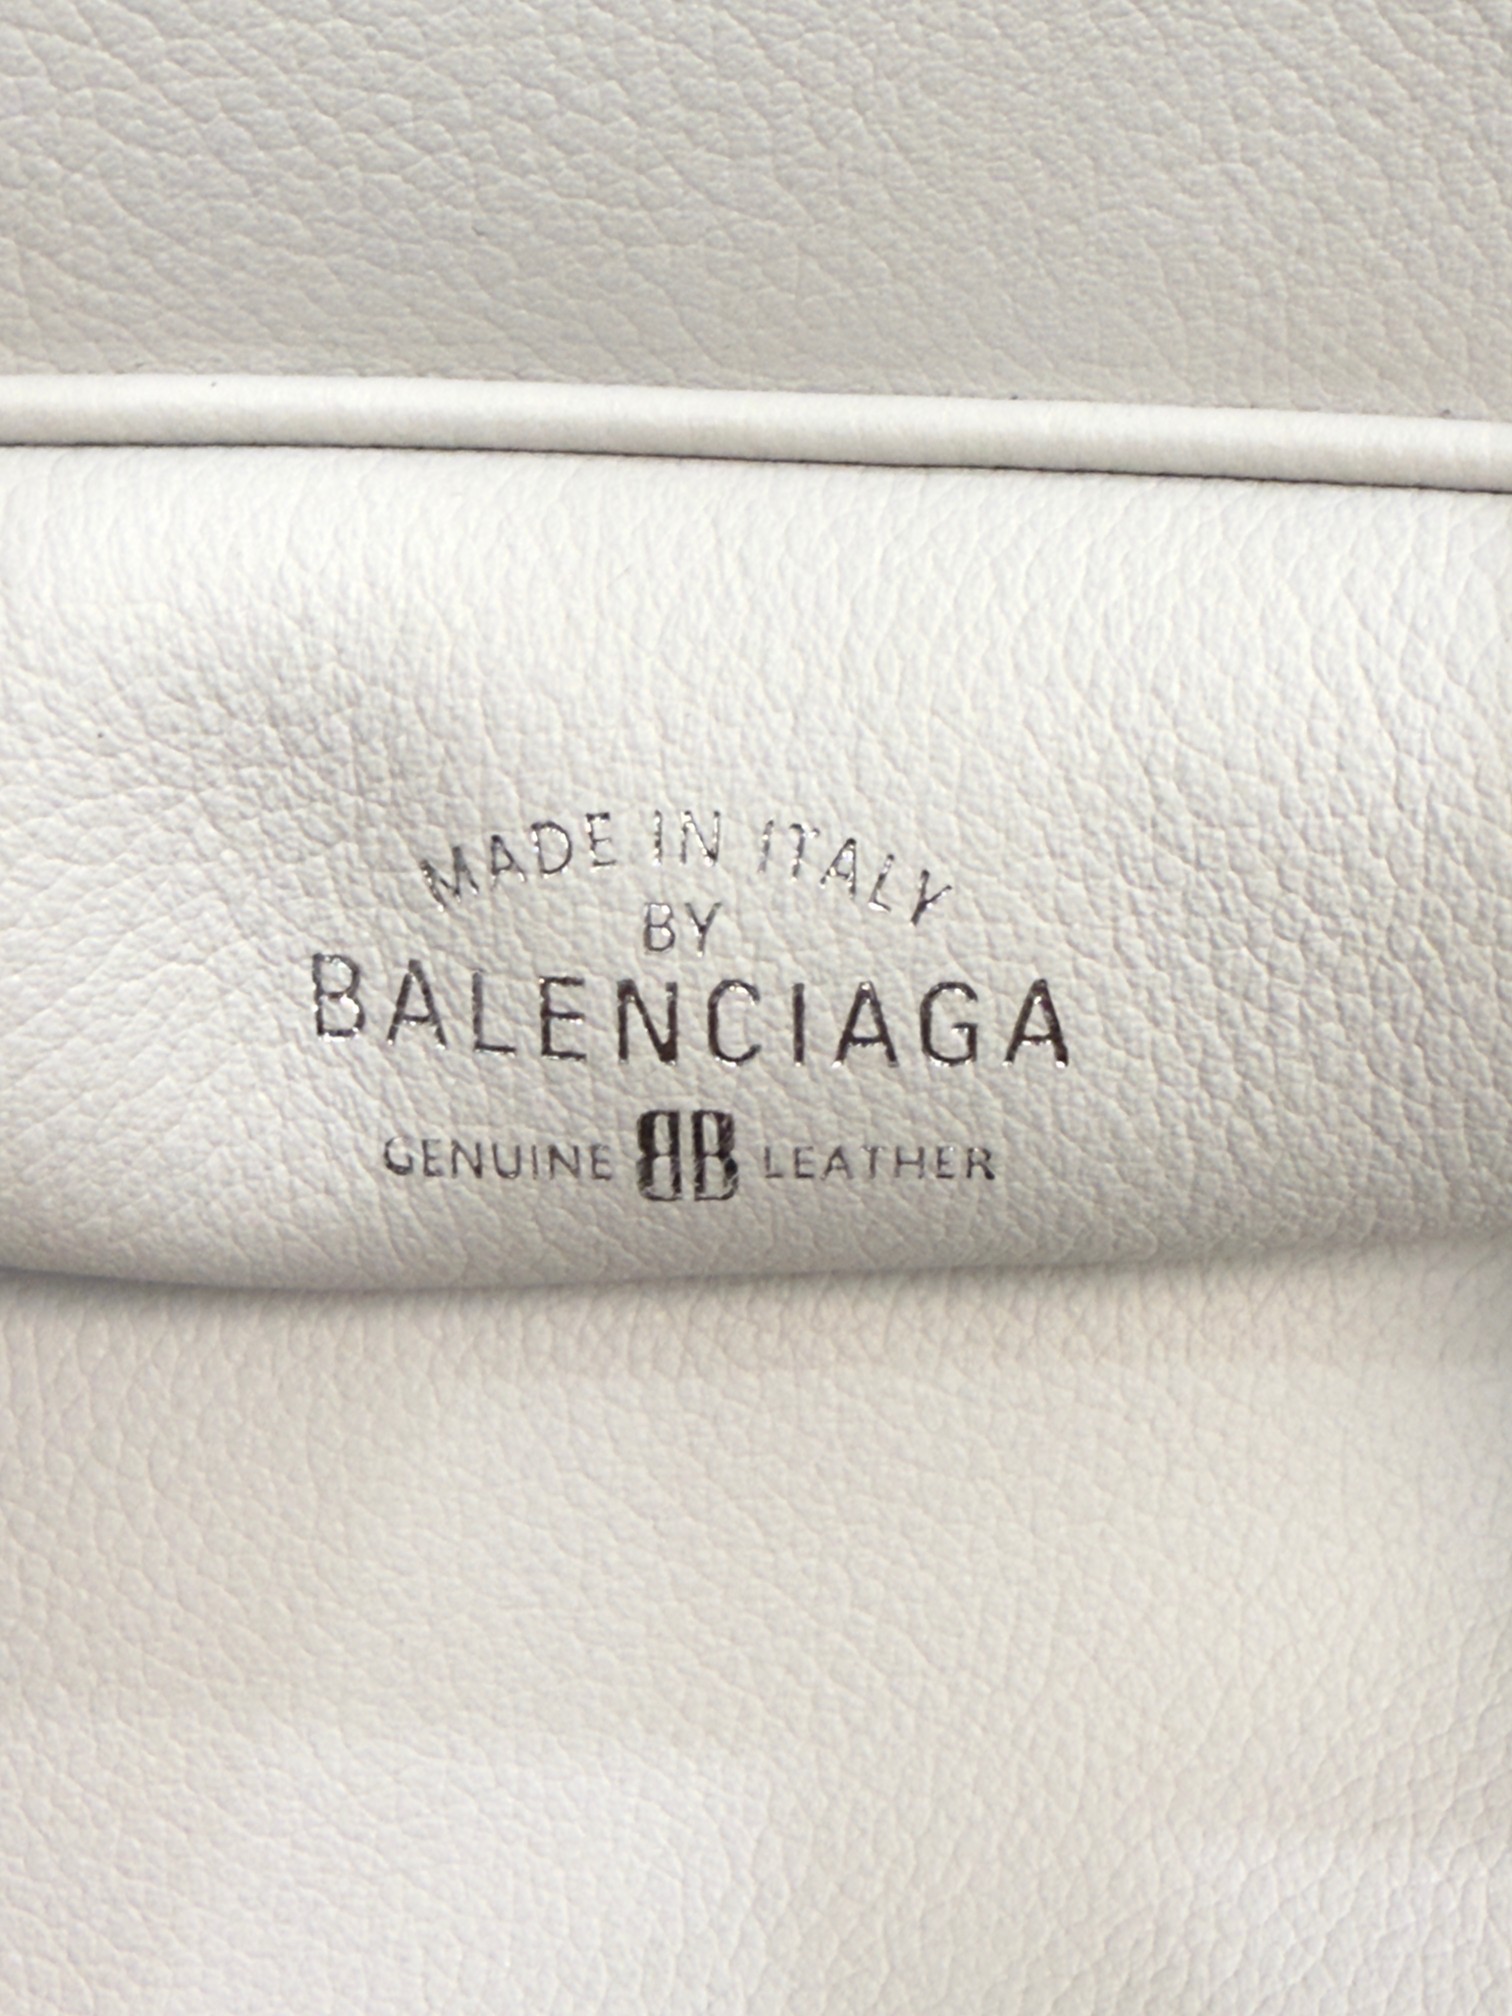 MADE IN ITALY
BY
BALENCIAGA
GENUINE BB LEATHER